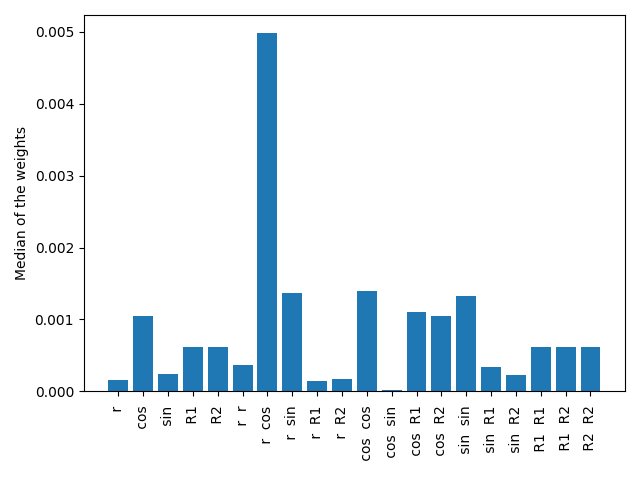 0.005
0.004
0.003
0.002
0.001
0.000
Median of the weights
r
cos
sin
R1
R2
r r
r cos
r sin
r R1
r R2
cos cos
cos sin
cos R1
cos R2
sin sin
sin R1
sin R2
R1 R1
R1 R2
R2 R2